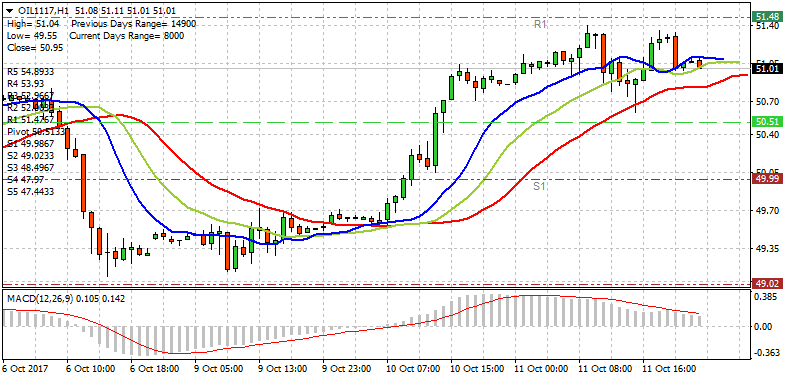 OIL1117,H1 51.08 51.11 51.01 51.01
High= 51.04 Previous Days Range= 14900
Low= 49.55 Current Days Range= 8000
Close= 50.95
R5 54.8933
R4 53.93
R2
R1 51.4767
Pivot 50.5133
S1 49.9867
S2 49.0233
S3 48.4967
S4 47.97
S5 47.4433
R1
S1
51.48
51.01
50.70
50.51
50.40
49.99
49.70
49.35
49.02
MACD(12,26,9) 0.105 0.142
0.385
0.00
-0.363
6 Oct 2017
6 Oct 10:00
6 Oct 18:00
9 Oct 05:00
9 Oct 13:00
9 Oct 23:00
10 Oct 07:00
10 Oct 15:00
11 Oct 00:00
11 Oct 08:00
11 Oct 16:00